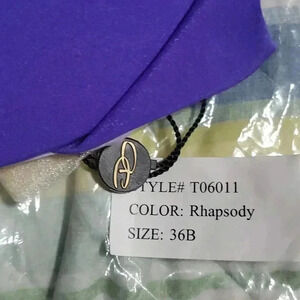 TYLE# T06011
COLOR: Rhapsody
SIZE: 36B